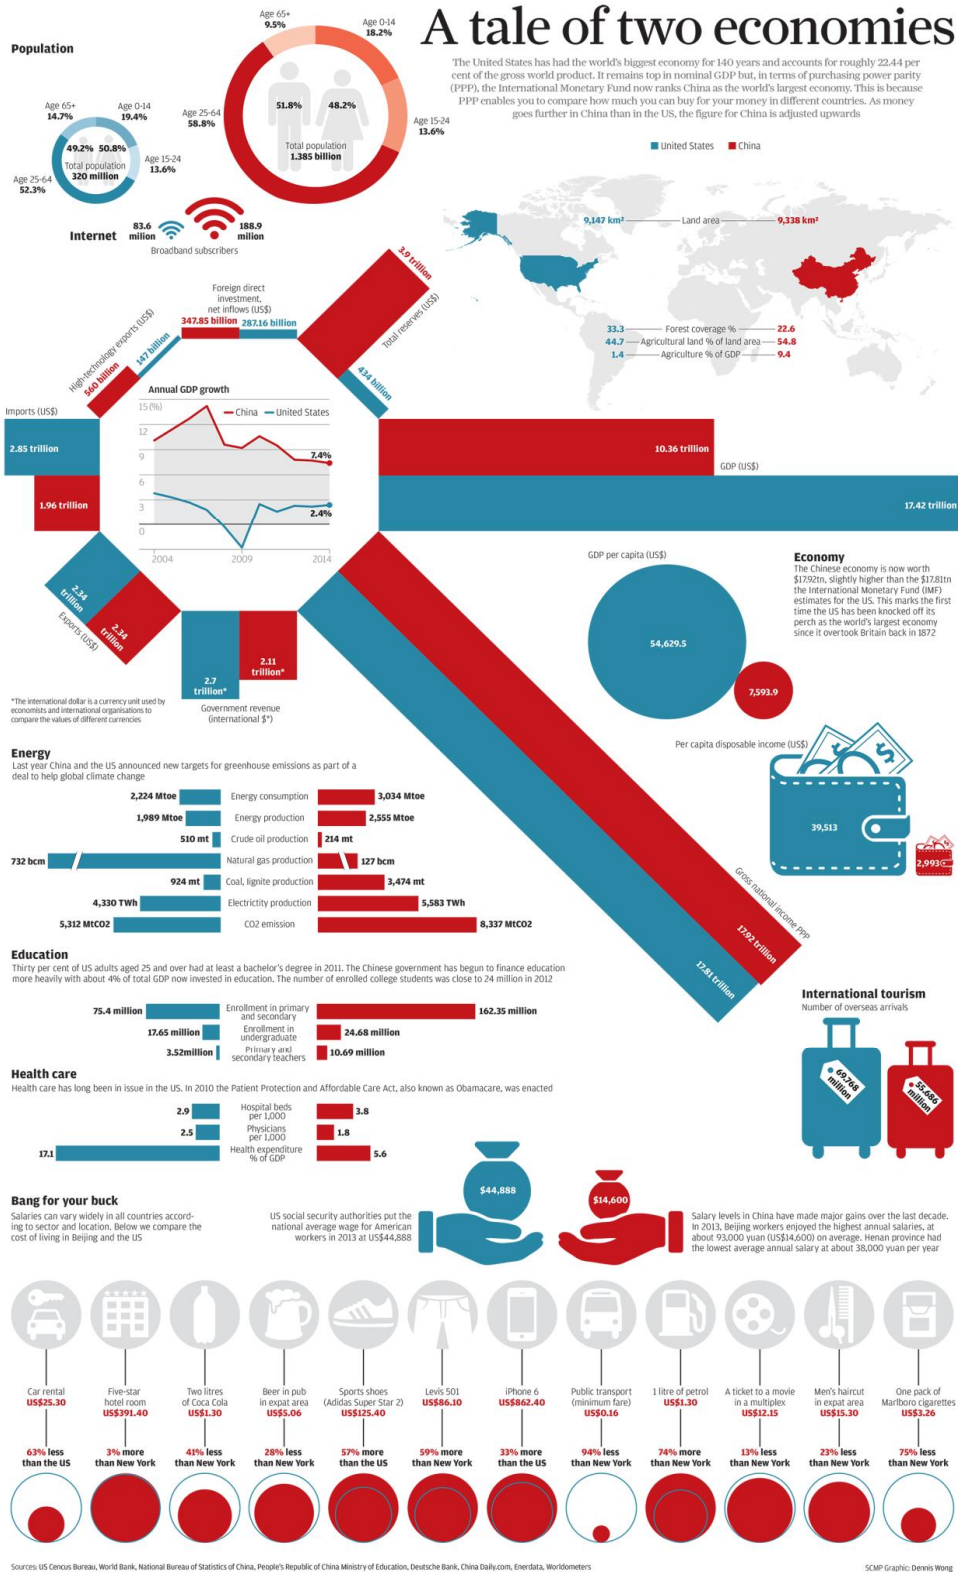 A tale of two economies
The United States has had the world's biggest economy for 140 years and accounts for roughly 22.44 per
cent of the gross world product. It remains top in nominal GDP but, in terms of purchasing power parity
(PPP), the International Monetary Fund now ranks China as the world's largest economy. This is because
PPP enables you to compare how much you can buy for your money in different countries. As money
goes further in China than in the US, the figure for China is adjusted upwards
United States
China
Population
Age 65+
14.7%
Age 0-14
19.4%
49.2% 50.8%
Total population
320 million
Age 15-24
13.6%
Age 25-64
52.3%
Age 65+
9.5%
Age 0-14
18.2%
Age 25-64
58.8%
51.8%
48.2%
Total population
1.385 billion
Age 15-24
13.6%
Internet
83.6
milion
188.9
milion
Broadband subscribers
9,147 km²
Land area
9,338 km²
33.3 Forest coverage % 22.6
44.7 Agricultural land % of land area 54.8
1.4 Agriculture % of GDP 9.4
Foreign direct
investment,
net inflows (US$)
347.85 billion 287.16 billion
3.9 trillion
Total reserves (US$)
434 billion
High-technology exports (US$)
560 billion
147 billion
Imports (US$)
2.85 trillion
1.96 trillion
Annual GDP growth
15 (%)
China
United States
12
9
7.4%
6
3
2.4%
0
2004
2009
2014
10.36 trillion
GDP (US$)
17.42 trillion
2.34
trillion
2.34
trillion
Exports (US$)
2.7
trillion*
2.11
trillion*
Government revenue
(international $*)
*The international dollar is a currency unit used by
economists and international organisations to
compare the values of different currencies
GDP per capita (US$)
54,629.5
7,593.9
Economy
The Chinese economy is now worth
$17.92tn, slightly higher than the $17.81tn
the International Monetary Fund (IMF)
estimates for the US. This marks the first
time the US has been knocked off its
perch as the world's largest economy
since it overtook Britain back in 1872
Per capita disposable income (US$)
39,513
2,993
Gross national income PPP
17.92 trillion
17.81 trillion
Energy
Last year China and the US announced new targets for greenhouse emissions as part of a
deal to help global climate change
2,224 Mtoe Energy consumption 3,034 Mtoe
1,989 Mtoe Energy production 2,555 Mtoe
510 mt Crude oil production 214 mt
732 bcm Natural gas production 127 bcm
924 mt Coal, lignite production 3,474 mt
4,330 TWh Electrictity production 5,583 TWh
5,312 MtCO2 CO2 emission 8,337 MtCO2
Education
Thirty per cent of US adults aged 25 and over had at least a bachelor's degree in 2011. The Chinese government has begun to finance education
more heavily with about 4% of total GDP now invested in education. The number of enrolled college students was close to 24 million in 2012
75.4 million Enrollment in primary
and secondary 162.35 million
17.65 million Enrollment in
undergraduate 24.68 million
3.52million Primary and
secondary teachers 10.69 million
International tourism
Number of overseas arrivals
69.768
million
55.686
million
Health care
Health care has long been in issue in the US. In 2010 the Patient Protection and Affordable Care Act, also known as Obamacare, was enacted
2.9 Hospital beds
per 1,000 3.8
2.5 Physicians
per 1,000 1.8
17.1 Health expenditure
% of GDP 5.6
Bang for your buck
Salaries can vary widely in all countries accord-
ing to sector and location. Below we compare the
cost of living in Beijing and the US
US social security authorities put the
national average wage for American
workers in 2013 at US$44,888
$44,888
$14,600
Salary levels in China have made major gains over the last decade.
In 2013, Beijing workers enjoyed the highest annual salaries, at
about 93,000 yuan (US$14,600) on average. Henan province had
the lowest average annual salary at about 38,000 yuan per year
Car rental
US$25.30
63% less
than the US
Five-star
hotel room
US$391.40
3% more
than New York
Two litres
of Coca Cola
US$1.30
41% less
than New York
Beer in pub
in expat area
US$5.06
28% less
than New York
Sports shoes
(Adidas Super Star 2)
US$125.40
57% more
than the US
Levis 501
US$86.10
59% more
than New York
iPhone 6
US$862.40
33% more
than the US
Public transport
(minimum fare)
US$0.16
94% less
than New York
1 litre of petrol
US$1.30
74% more
than New York
A ticket to a movie
in a multiplex
US$12.15
13% less
than New York
Men's haircut
in expat area
US$15.30
23% less
than New York
One pack of
Marlboro cigarettes
US$3.26
75% less
than New York
Sources: US Cencus Bureau, World Bank, National Bureau of Statistics of China, People's Republic of China Ministry of Education, Deutsche Bank, China Daily.com, Enerdata, Worldometers
SCMP Graphic: Dennis Wong